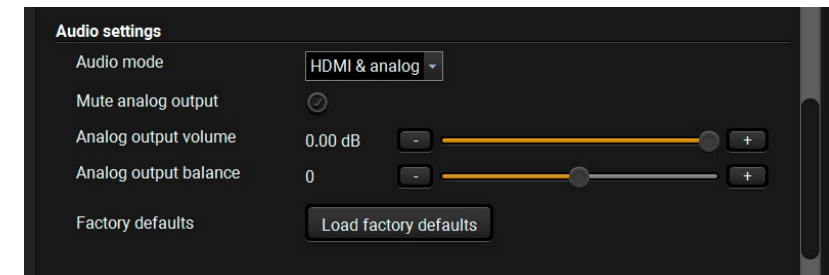 Audio settings
Audio mode HDMI & analog
Mute analog output
Analog output volume 0.00 dB - +
Analog output balance 0 - +
Factory defaults Load factory defaults